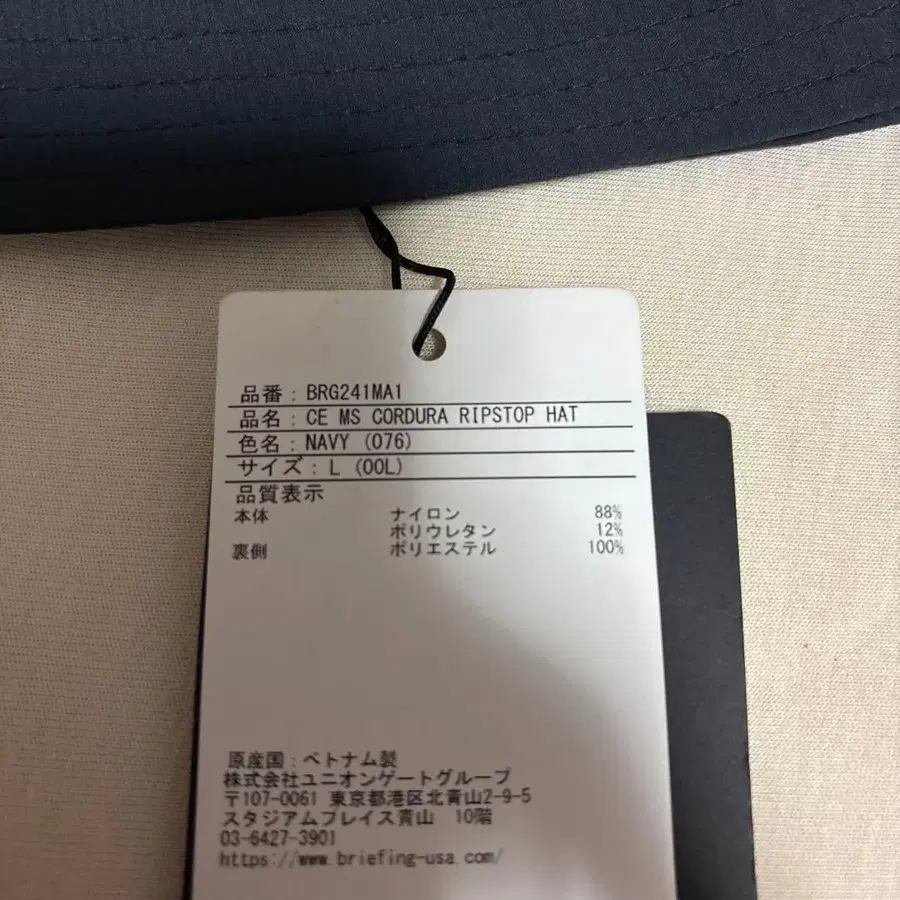 品番：BRG241MA1
品名：CE MS CORDURA RIPSTOP HAT
色名：NAVY (076)
サイズ：L (00L)
品質表示
本体 ナイロン 88%
ポリウレタン 12%
裏側 ポリエステル 100%
原産国：ベトナム製
株式会社ユニオンゲートグループ
〒107-0061 東京都港区北青山2-9-5
スタジアムプレイス青山 10階
03-6427-3901
https://www.briefing-usa.com/